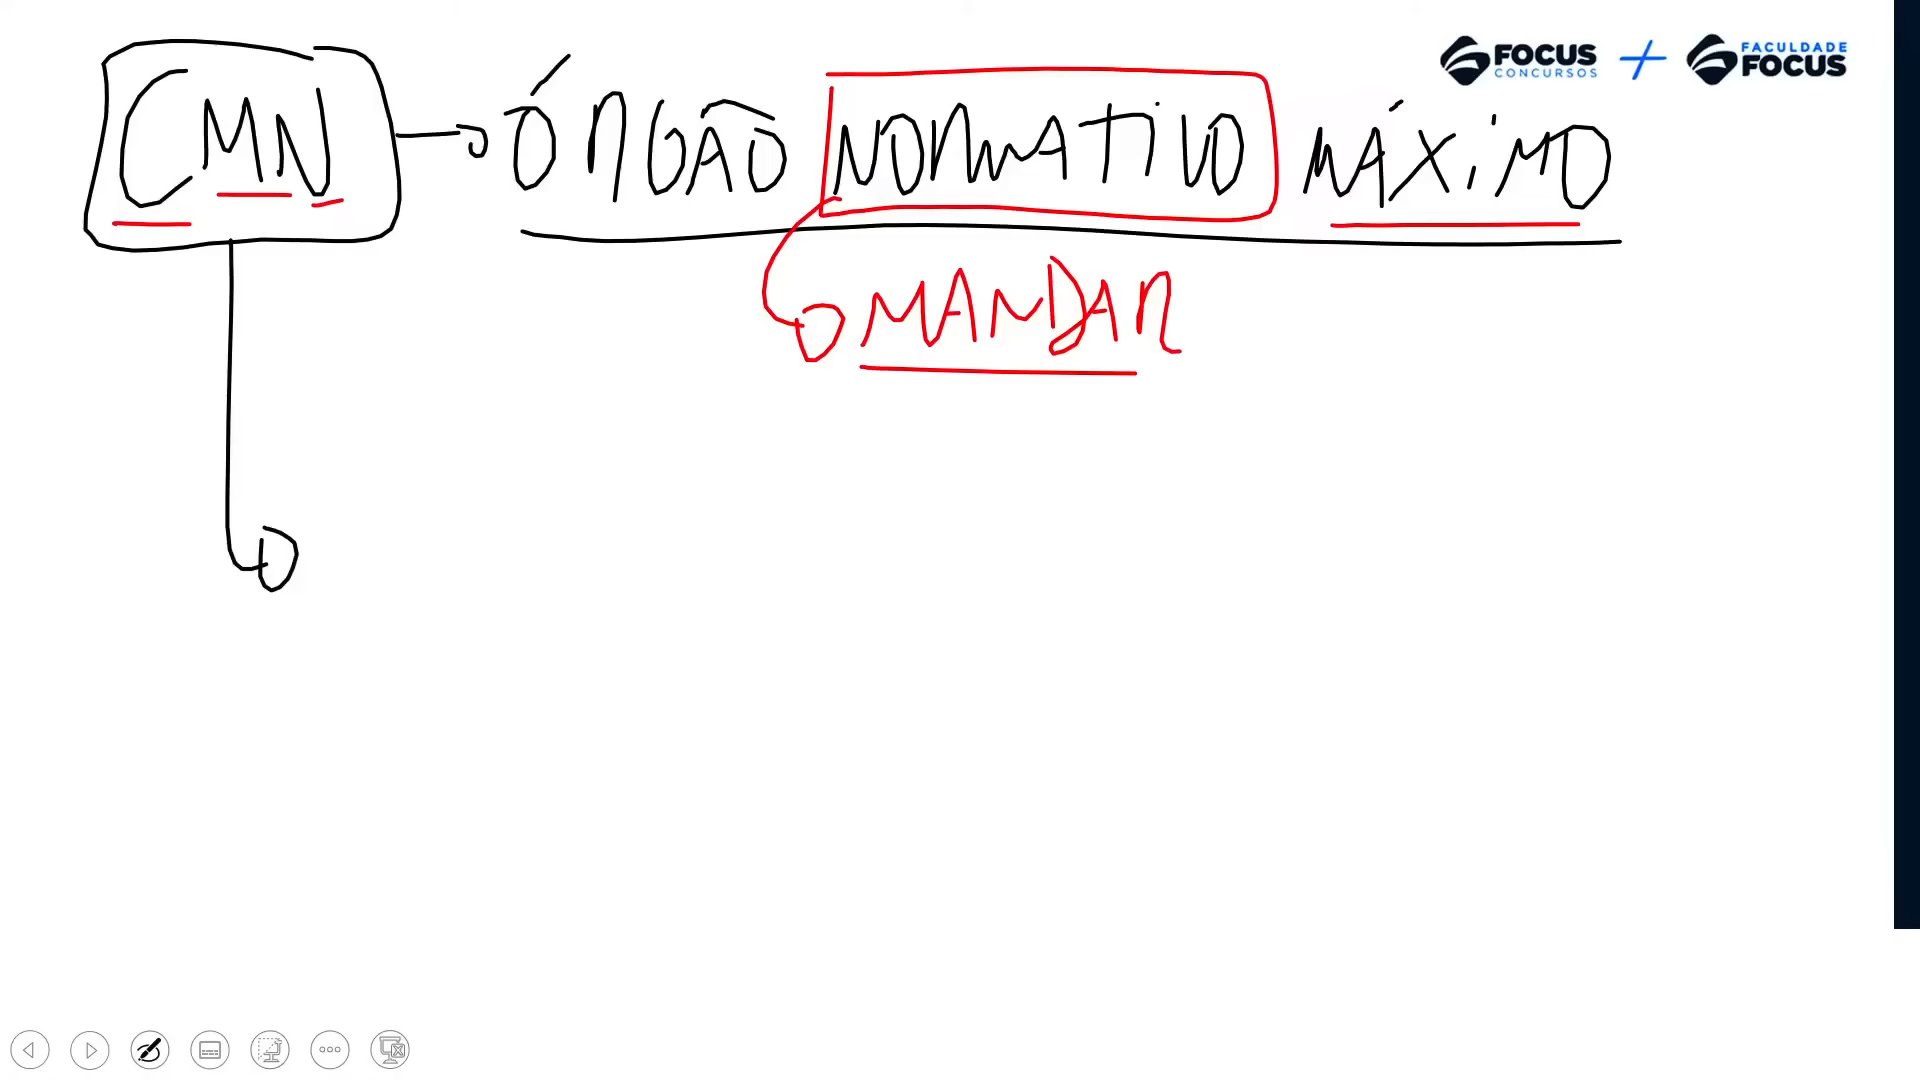 FOCUS CONCURSOS + FACULDADE FOCUS
CMN → ÓRGÃO NORMATIVO MÁXIMO
MANDAR